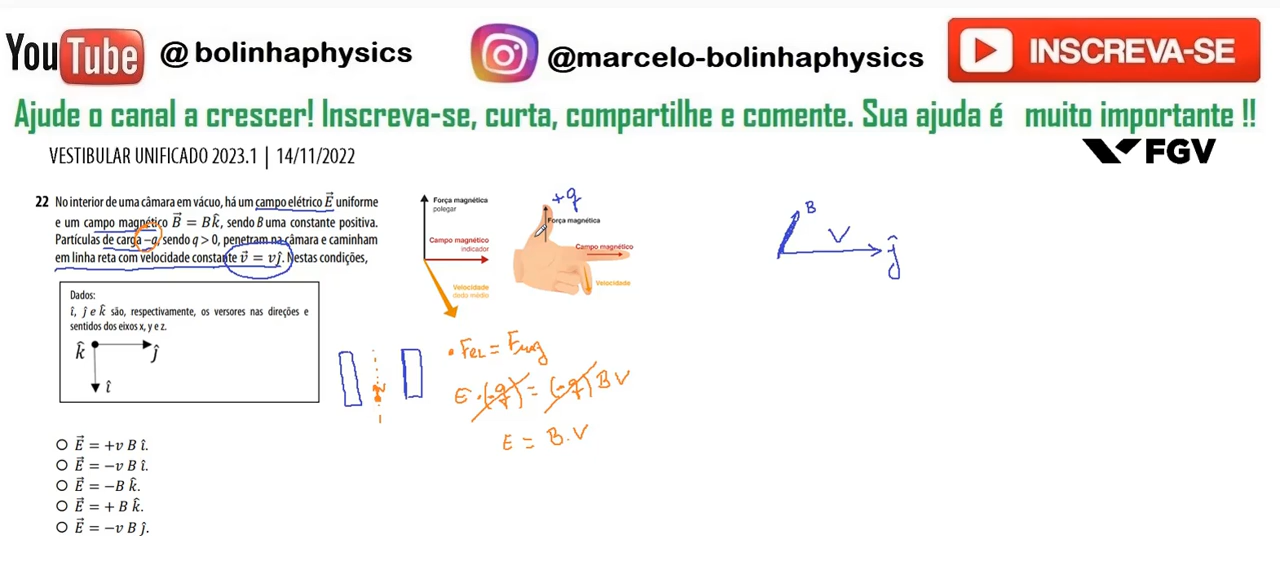 YouTube @ bolinhaphysics
@marcelo-bolinhaphysics
INSCREVA-SE
Ajude o canal a crescer! Inscreva-se, curta, compartilhe e comente. Sua ajuda é muito importante !!
VESTIBULAR UNIFICADO 2023.1 | 14/11/2022
FGV
22 No interior de uma câmara em vácuo, há um campo elétrico E⃗ uniforme
e um campo magnético B⃗ = Bk̂, sendo B uma constante positiva.
Partículas de carga −q, sendo q > 0, penetram na câmara e caminham
em linha reta com velocidade constante v⃗ = vĵ. Nestas condições,
Dados:
î, ĵ e k̂ são, respectivamente, os versores nas direções e
sentidos dos eixos x, y e z.
k̂ ĵ
î
E⃗ = +v B î.
E⃗ = −v B î.
E⃗ = −B k̂.
E⃗ = + B k̂.
E⃗ = −v B ĵ.
Força magnética
polegar
Campo magnético
indicador
Velocidade
dedo médio
+q
Força magnética
Campo magnético
Velocidade
• FEL = Fmg
E · (-q) = (-q) B V
E = B.V
B
V
ĵ